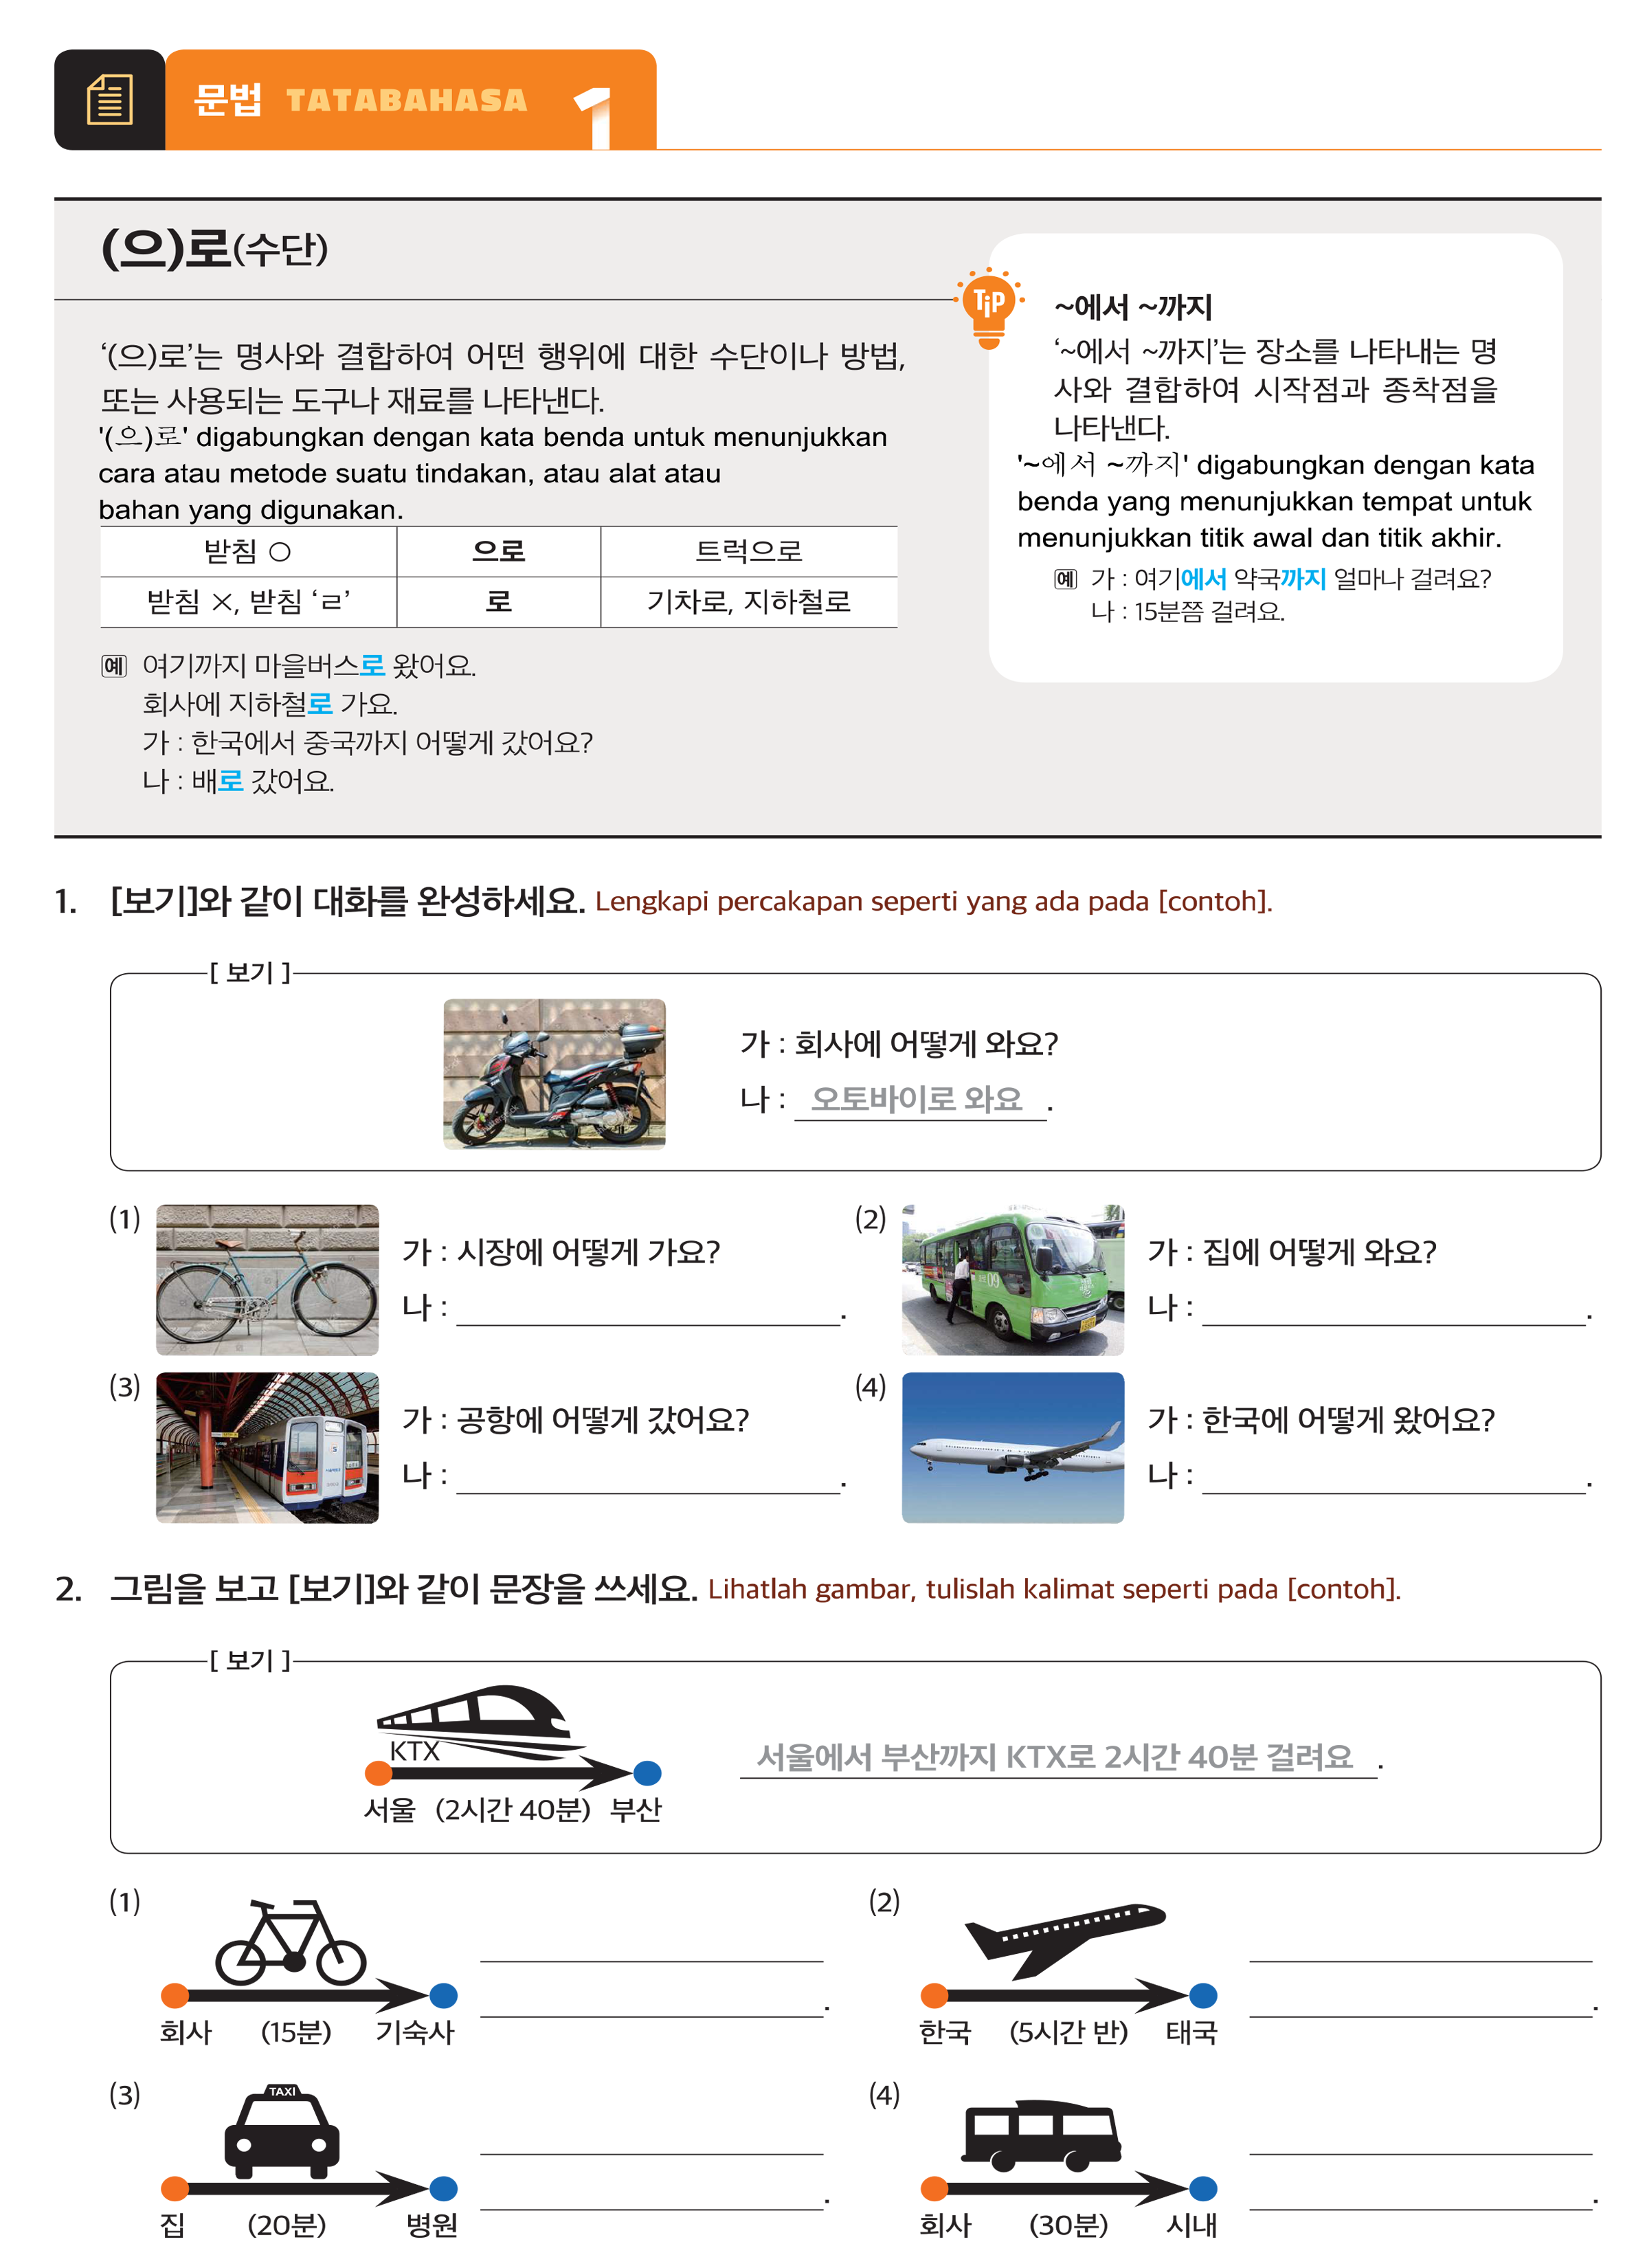 문법 TATABAHASA 1
(으)로(수단)
‘(으)로’는 명사와 결합하여 어떤 행위에 대한 수단이나 방법,
또는 사용되는 도구나 재료를 나타낸다.
'(으)로' digabungkan dengan kata benda untuk menunjukkan
cara atau metode suatu tindakan, atau alat atau
bahan yang digunakan.
받침 ○ 으로 트럭으로
받침 ×, 받침 ‘ㄹ’ 로 기차로, 지하철로
예 여기까지 마을버스로 왔어요.
회사에 지하철로 가요.
가 : 한국에서 중국까지 어떻게 갔어요?
나 : 배로 갔어요.
Tip
~에서 ~까지
‘~에서 ~까지’는 장소를 나타내는 명
사와 결합하여 시작점과 종착점을
나타낸다.
'~에서 ~까지' digabungkan dengan kata
benda yang menunjukkan tempat untuk
menunjukkan titik awal dan titik akhir.
예 가 : 여기에서 약국까지 얼마나 걸려요?
나 : 15분쯤 걸려요.
1. [보기]와 같이 대화를 완성하세요. Lengkapi percakapan seperti yang ada pada [contoh].
[ 보기 ]
가 : 회사에 어떻게 와요?
나 : 오토바이로 와요 .
(1)
가 : 시장에 어떻게 가요?
나 : .
(2)
09
가 : 집에 어떻게 와요?
나 : .
(3)
가 : 공항에 어떻게 갔어요?
나 : .
(4)
가 : 한국에 어떻게 왔어요?
나 : .
2. 그림을 보고 [보기]와 같이 문장을 쓰세요. Lihatlah gambar, tulislah kalimat seperti pada [contoh].
[ 보기 ]
KTX
서울 (2시간 40분) 부산
서울에서 부산까지 KTX로 2시간 40분 걸려요 .
(1)
회사 (15분) 기숙사
.
(2)
한국 (5시간 반) 태국
.
(3)
TAXI
집 (20분) 병원
.
(4)
회사 (30분) 시내
.